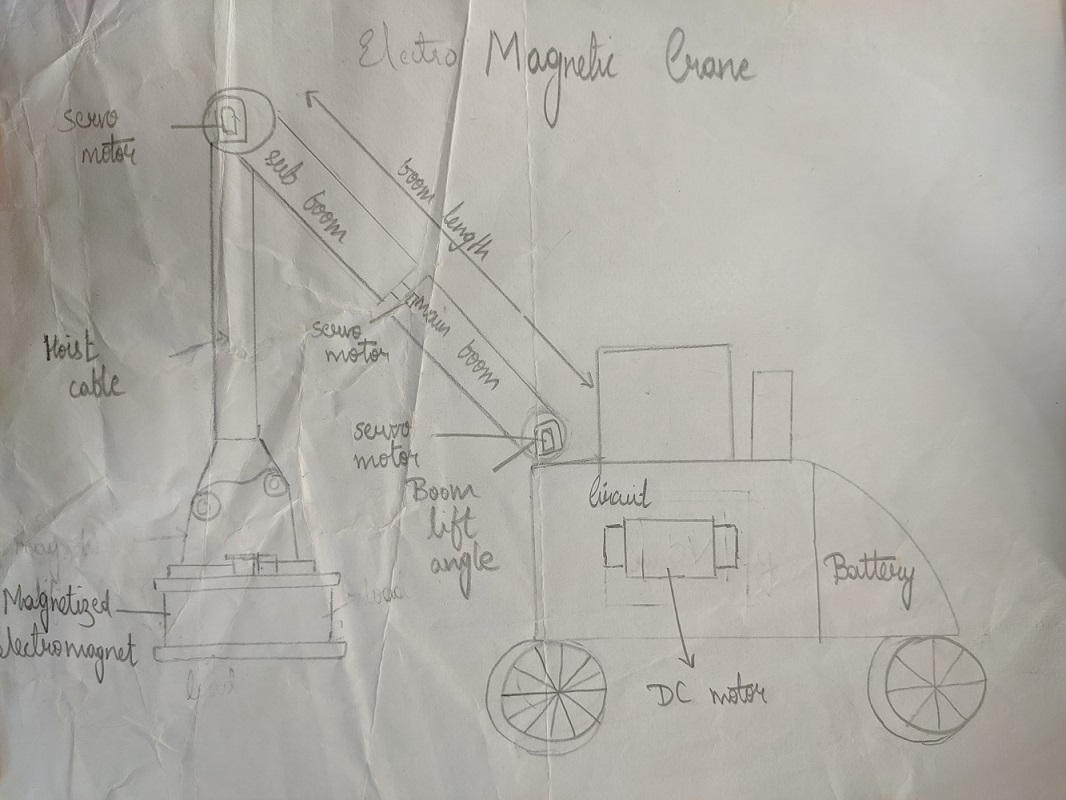 Electro Magnetic Crane
servo
motor
sub boom
boom length
Hoist
cable
servo
motor
main boom
servo
motor
Boom
lift
angle
Circuit
Battery
Magnetized
electromagnet
load
DC motor